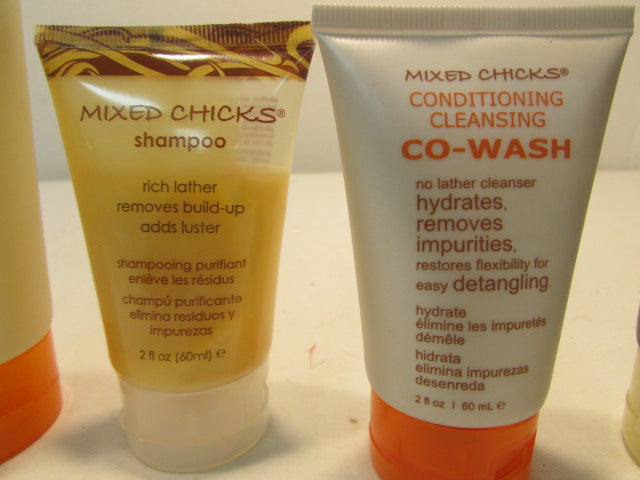 MIXED CHICKS®
shampoo
rich lather
removes build-up
adds luster
shampooing purifiant
enlève les résidus
champú purificante
elimina residuos y
impurezas
2 fl oz (60ml) ℮
MIXED CHICKS®
CONDITIONING
CLEANSING
CO-WASH
no lather cleanser
hydrates,
removes
impurities,
restores flexibility for
easy detangling.
hydrate
élimine les impuretés
démêle
hidrata
elimina impurezas
desenreda
2 fl oz I 60 mL ℮